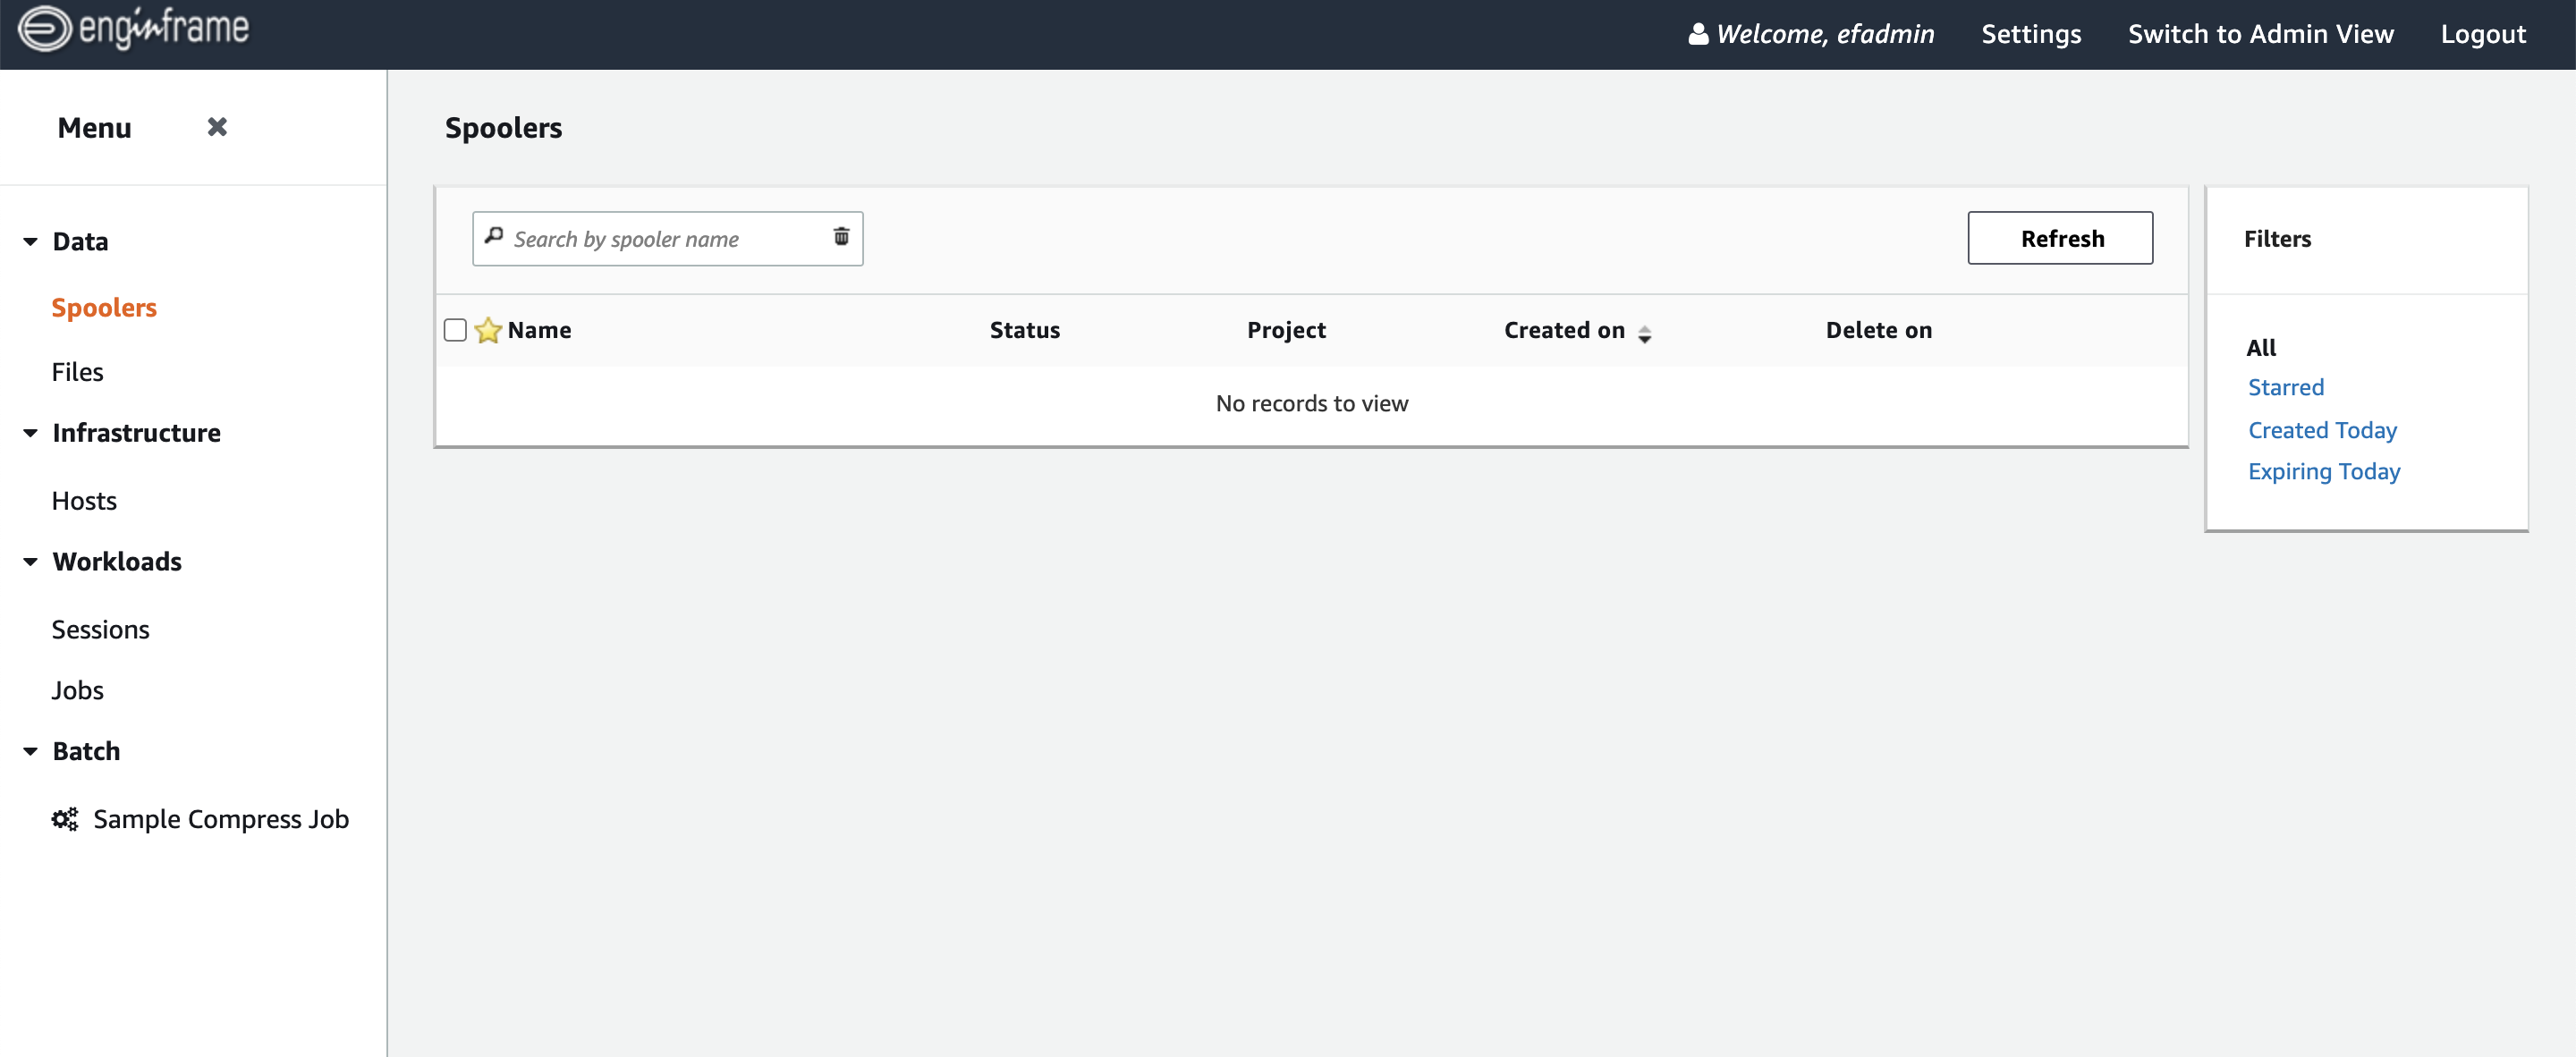 enginframe
Welcome, efadmin Settings Switch to Admin View Logout
Menu
Data
Spoolers
Files
Infrastructure
Hosts
Workloads
Sessions
Jobs
Batch
Sample Compress Job
Spoolers
Search by spooler name
Refresh
Name Status Project Created on Delete on
No records to view
Filters
All
Starred
Created Today
Expiring Today